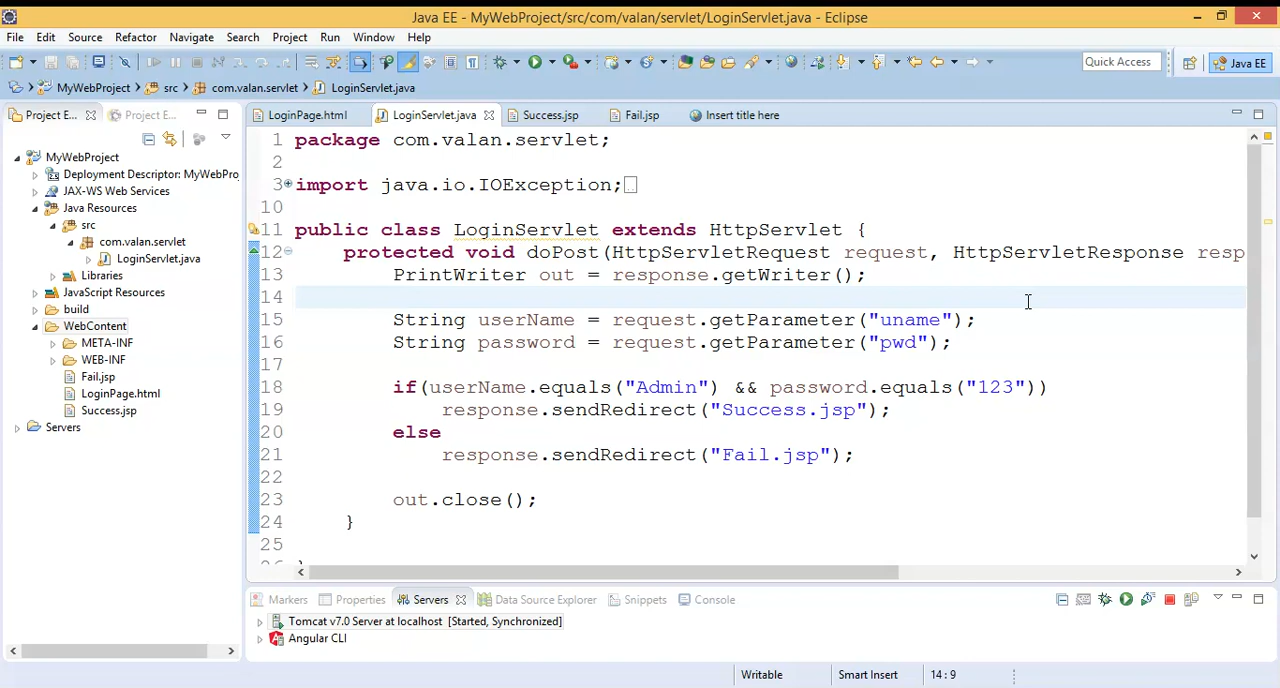 Java EE - MyWebProject/src/com/valan/servlet/LoginServlet.java - Eclipse
File Edit Source Refactor Navigate Search Project Run Window Help
Quick Access Java EE
MyWebProject src com.valan.servlet LoginServlet.java
Project E... Project E... LoginPage.html LoginServlet.java Success.jsp Fail.jsp Insert title here
MyWebProject
Deployment Descriptor: MyWebPro
JAX-WS Web Services
Java Resources
src
com.valan.servlet
LoginServlet.java
Libraries
JavaScript Resources
build
WebContent
META-INF
WEB-INF
Fail.jsp
LoginPage.html
Success.jsp
Servers
1 package com.valan.servlet;
2
3 import java.io.IOException;
10
11 public class LoginServlet extends HttpServlet {
12 protected void doPost(HttpServletRequest request, HttpServletResponse resp
13 PrintWriter out = response.getWriter();
14
15 String userName = request.getParameter("uname");
16 String password = request.getParameter("pwd");
17
18 if(userName.equals("Admin") && password.equals("123"))
19 response.sendRedirect("Success.jsp");
20 else
21 response.sendRedirect("Fail.jsp");
22
23 out.close();
24 }
25
Markers Properties Servers Data Source Explorer Snippets Console
Tomcat v7.0 Server at localhost [Started, Synchronized]
Angular CLI
Writable Smart Insert 14 : 9